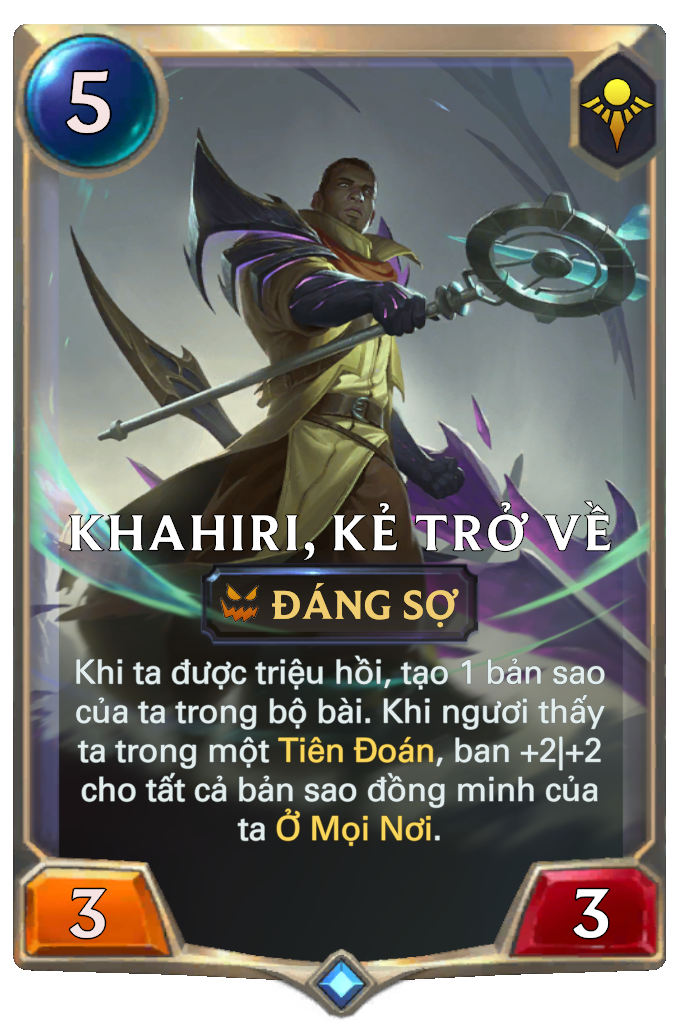 5
KHAHIRI, KẺ TRỞ VỀ
ĐÁNG SỢ
Khi ta được triệu hồi, tạo 1 bản sao
của ta trong bộ bài. Khi ngươi thấy
ta trong một Tiên Đoán, ban +2|+2
cho tất cả bản sao đồng minh của
ta Ở Mọi Nơi.
3
3